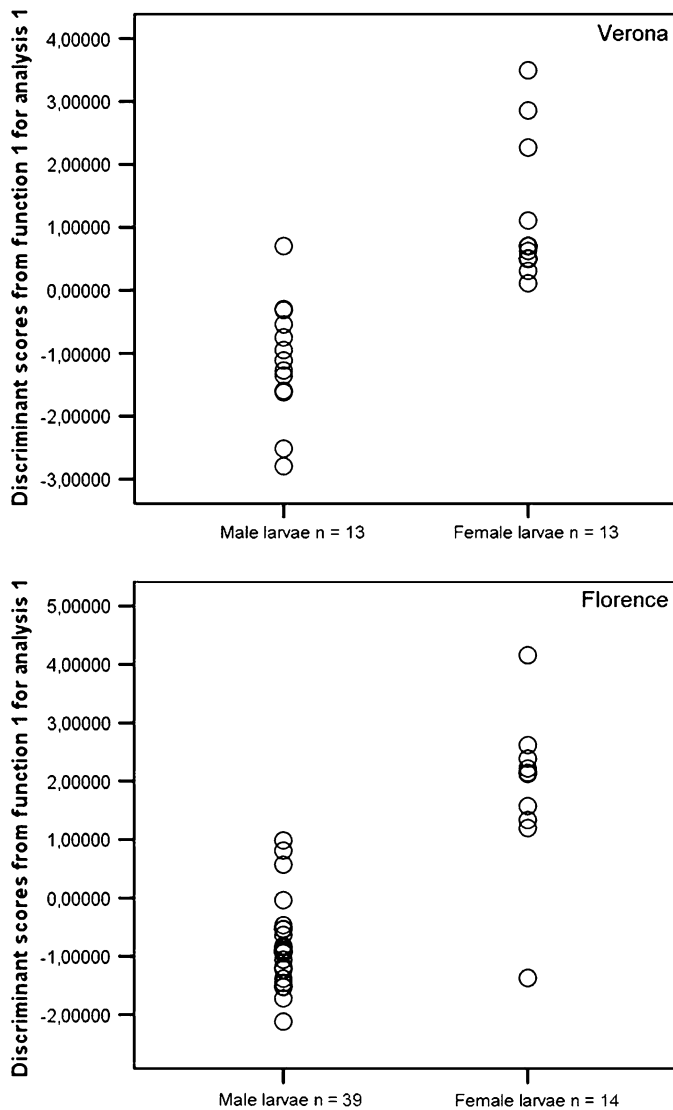 Discriminant scores from function 1 for analysis 1
Verona
4,00000
3,00000
2,00000
1,00000
0,00000
-1,00000
-2,00000
-3,00000
Male larvae n = 13
Female larvae n = 13
Discriminant scores from function 1 for analysis 1
Florence
5,00000
4,00000
3,00000
2,00000
1,00000
0,00000
-1,00000
-2,00000
Male larvae n = 39
Female larvae n = 14